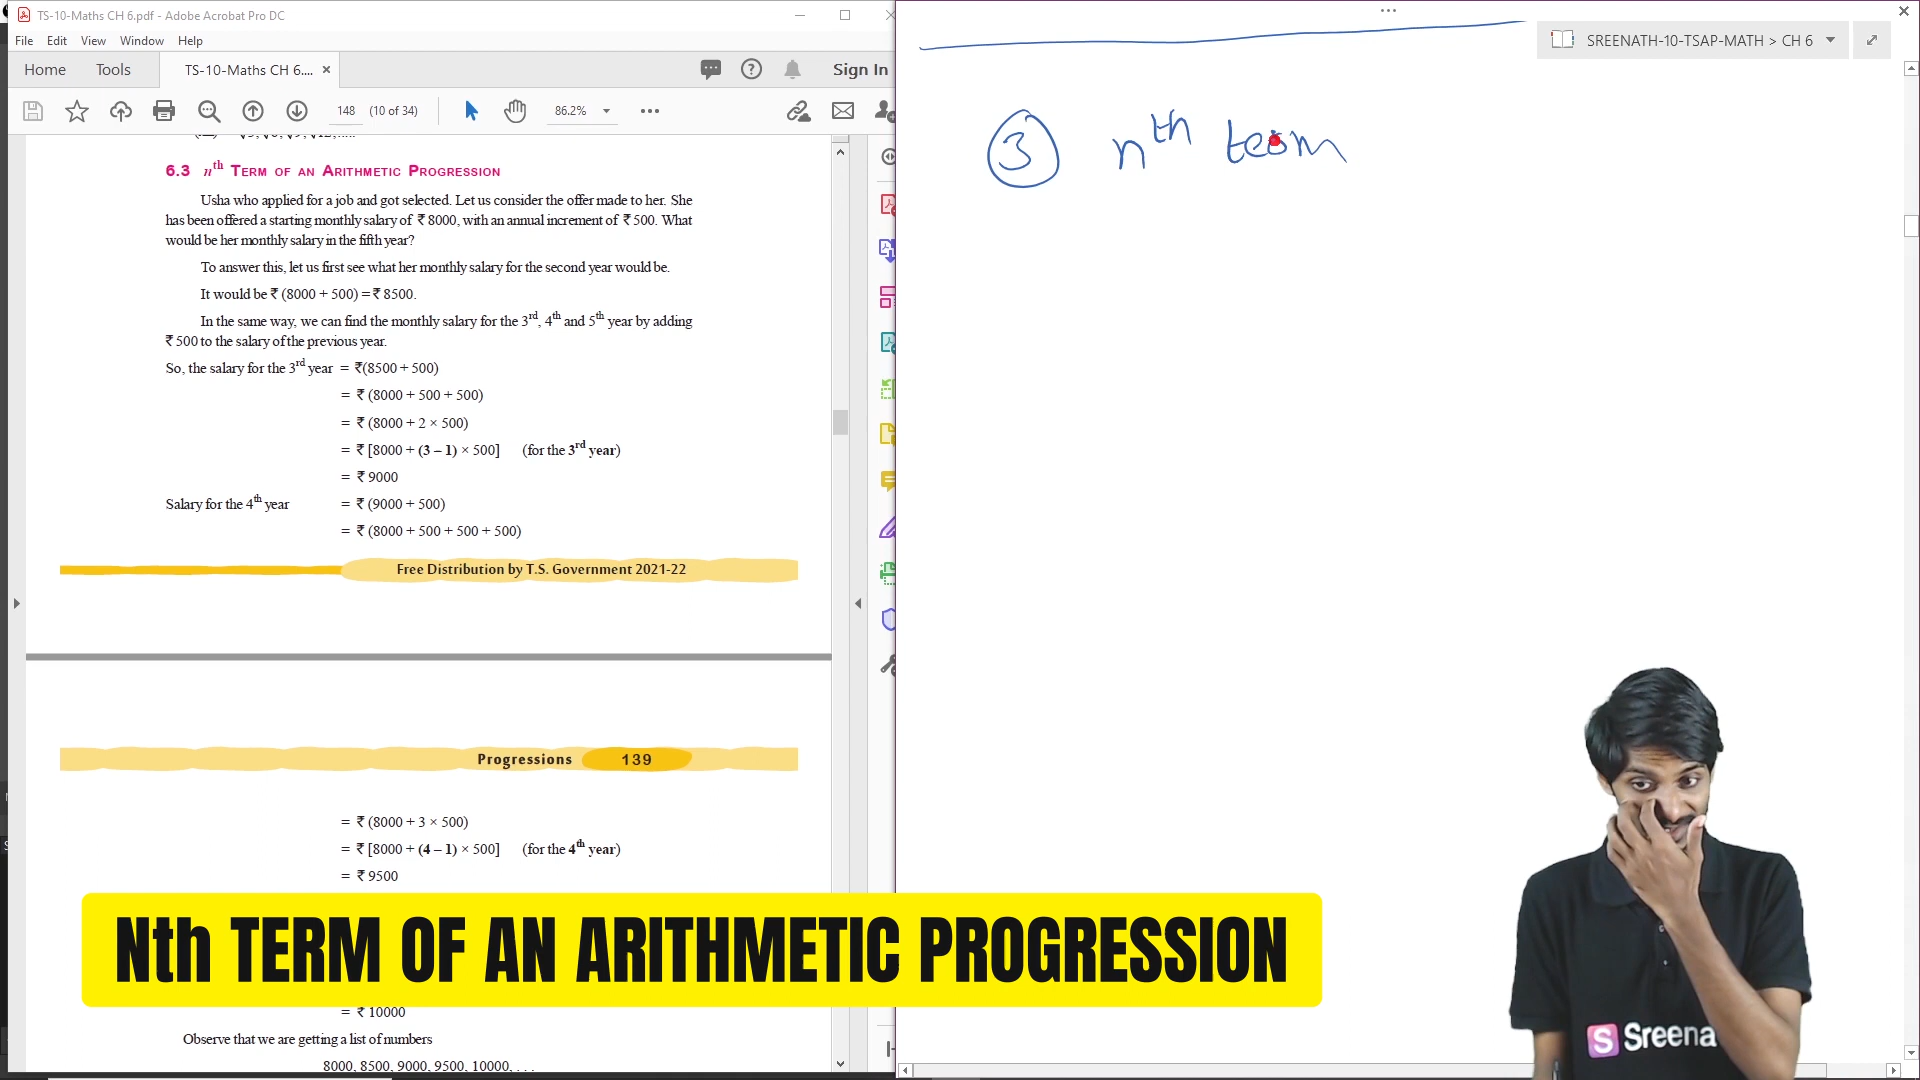 TS-10-Maths CH 6.pdf - Adobe Acrobat Pro DC
File Edit View Window Help
Home Tools TS-10-Maths CH 6.... × Sign In
148 (10 of 34) 86.2%
6.3 nth TERM OF AN ARITHMETIC PROGRESSION
Usha who applied for a job and got selected. Let us consider the offer made to her. She
has been offered a starting monthly salary of ₹ 8000, with an annual increment of ₹ 500. What
would be her monthly salary in the fifth year?
To answer this, let us first see what her monthly salary for the second year would be.
It would be ₹ (8000 + 500) = ₹ 8500.
In the same way, we can find the monthly salary for the 3rd, 4th and 5th year by adding
₹ 500 to the salary of the previous year.
So, the salary for the 3rd year = ₹(8500 + 500)
= ₹ (8000 + 500 + 500)
= ₹ (8000 + 2 × 500)
= ₹ [8000 + (3 – 1) × 500] (for the 3rd year)
= ₹ 9000
Salary for the 4th year = ₹ (9000 + 500)
= ₹ (8000 + 500 + 500 + 500)
Free Distribution by T.S. Government 2021-22
Progressions 139
= ₹ (8000 + 3 × 500)
= ₹ [8000 + (4 – 1) × 500] (for the 4th year)
= ₹ 9500
= ₹ 10000
Observe that we are getting a list of numbers
8000, 8500, 9000, 9500, 10000, . . .
SREENATH-10-TSAP-MATH > CH 6
3 nth term
Nth TERM OF AN ARITHMETIC PROGRESSION
S Sreena